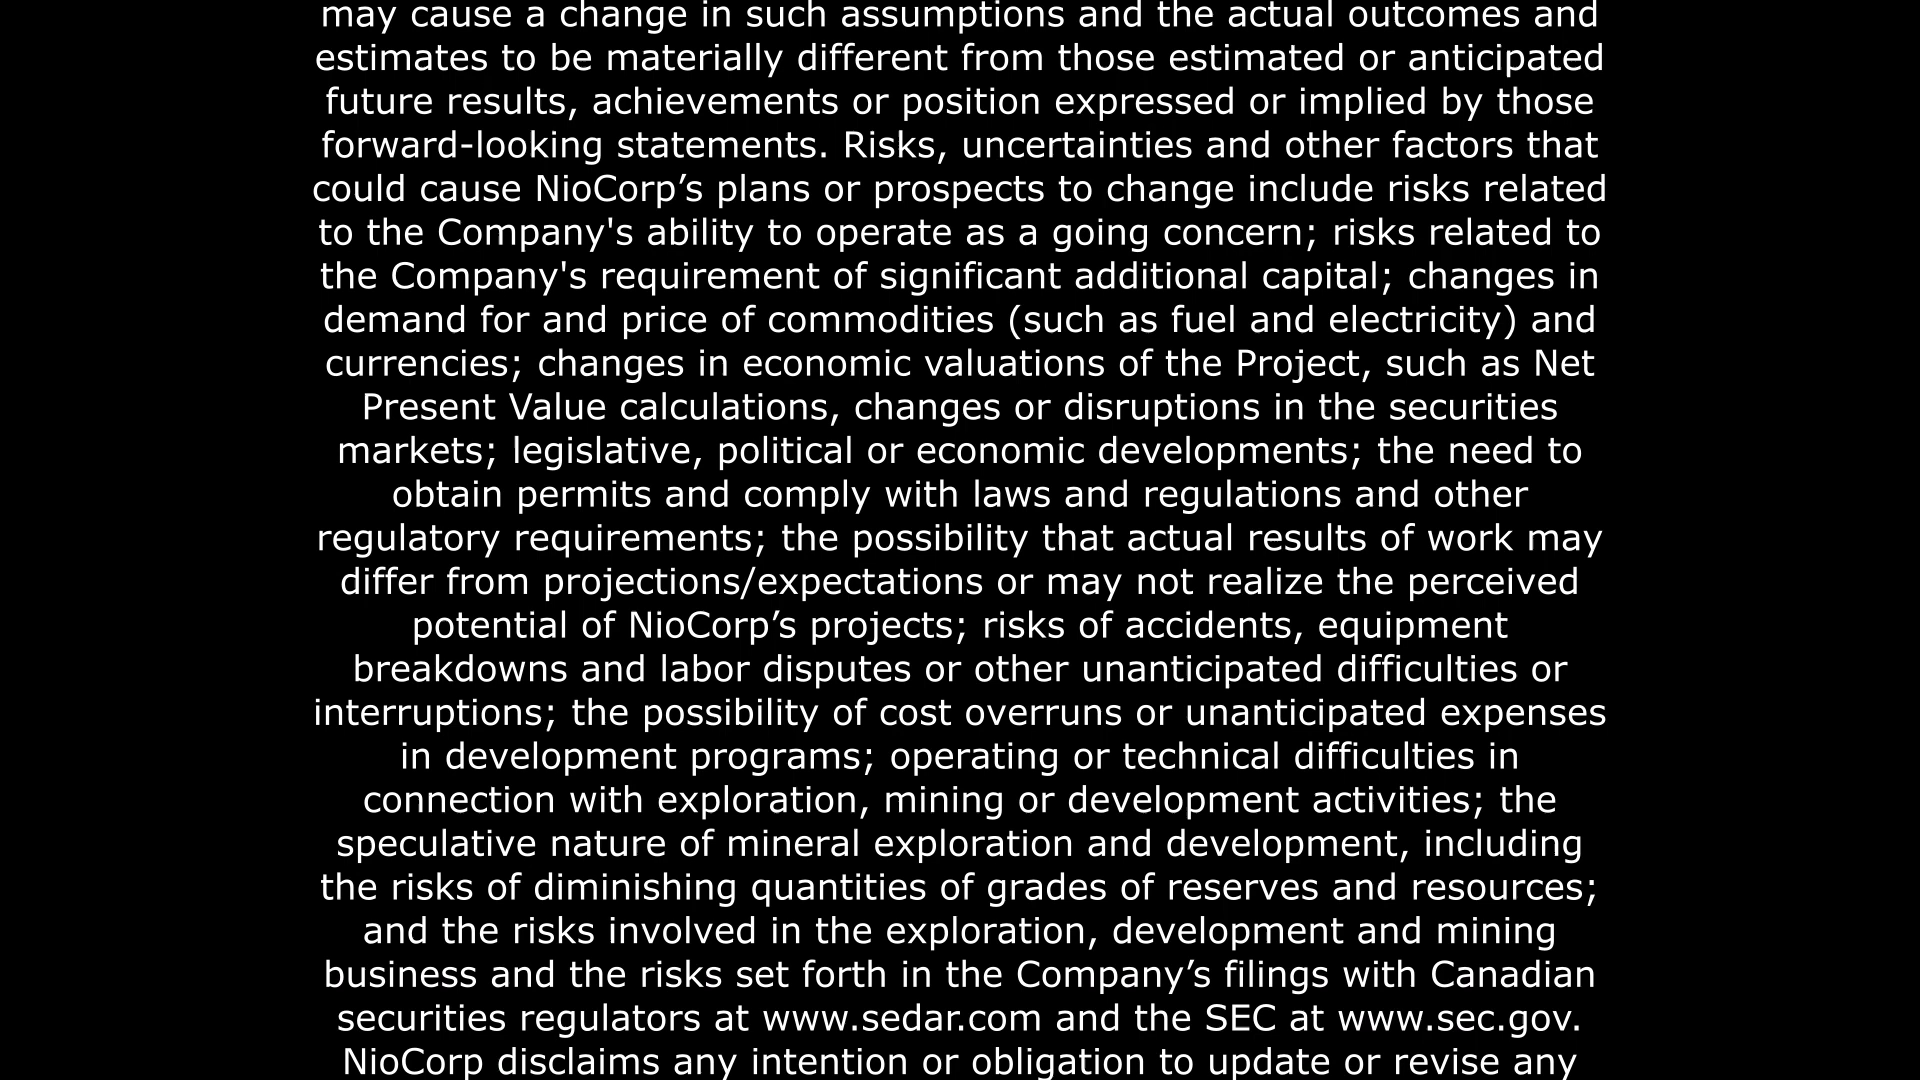 may cause a change in such assumptions and the actual outcomes and
estimates to be materially different from those estimated or anticipated
future results, achievements or position expressed or implied by those
forward-looking statements. Risks, uncertainties and other factors that
could cause NioCorp’s plans or prospects to change include risks related
to the Company's ability to operate as a going concern; risks related to
the Company's requirement of significant additional capital; changes in
demand for and price of commodities (such as fuel and electricity) and
currencies; changes in economic valuations of the Project, such as Net
Present Value calculations, changes or disruptions in the securities
markets; legislative, political or economic developments; the need to
obtain permits and comply with laws and regulations and other
regulatory requirements; the possibility that actual results of work may
differ from projections/expectations or may not realize the perceived
potential of NioCorp’s projects; risks of accidents, equipment
breakdowns and labor disputes or other unanticipated difficulties or
interruptions; the possibility of cost overruns or unanticipated expenses
in development programs; operating or technical difficulties in
connection with exploration, mining or development activities; the
speculative nature of mineral exploration and development, including
the risks of diminishing quantities of grades of reserves and resources;
and the risks involved in the exploration, development and mining
business and the risks set forth in the Company’s filings with Canadian
securities regulators at www.sedar.com and the SEC at www.sec.gov.
NioCorp disclaims any intention or obligation to update or revise any